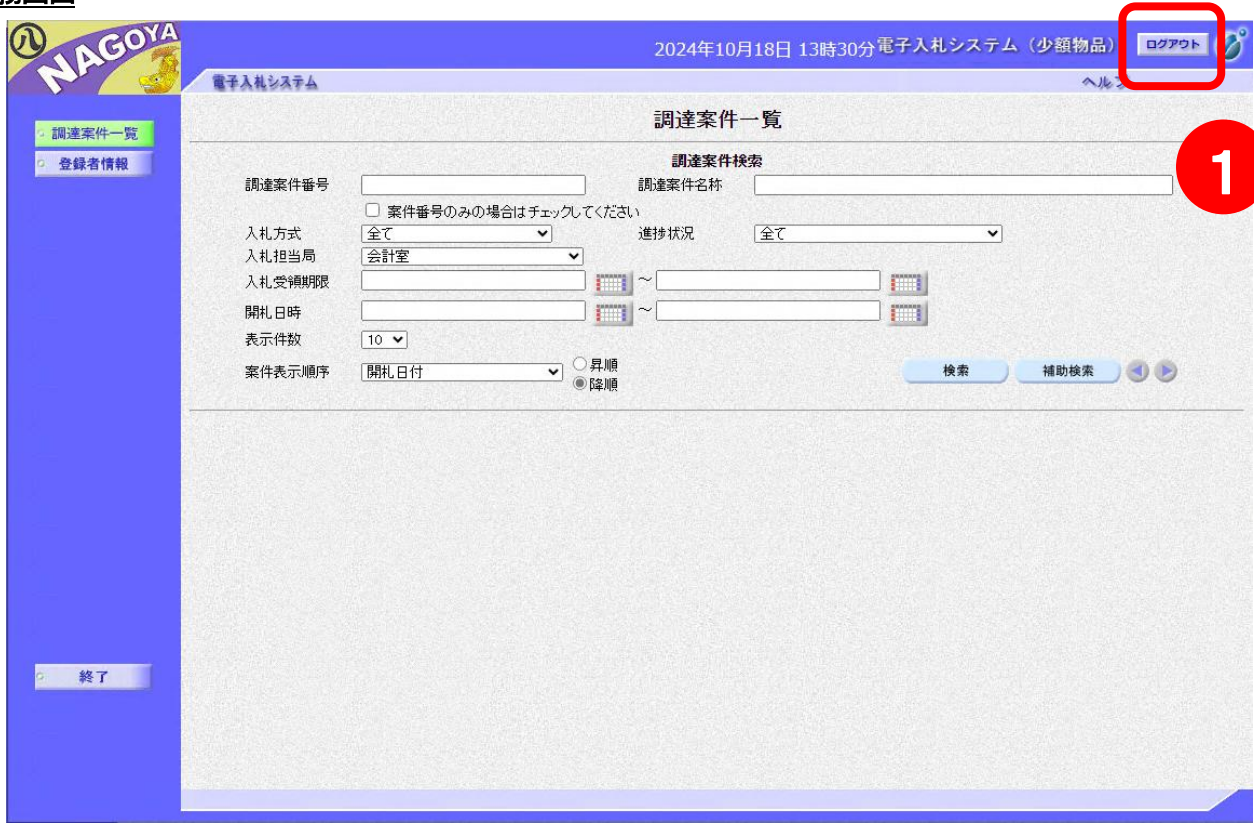 NAGOYA
2024年10月18日 13時30分 電子入札システム（少額物品） ログアウト
電子入札システム
調達案件一覧
登録者情報
終了
調達案件一覧
調達案件検索
調達案件番号 調達案件名称
案件番号のみの場合はチェックしてください
入札方式 全て 進捗状況 全て
入札担当局 会計室
入札受領期限 ～
開札日時 ～
表示件数 10
案件表示順序 開札日付 昇順
降順
検索 補助検索
1